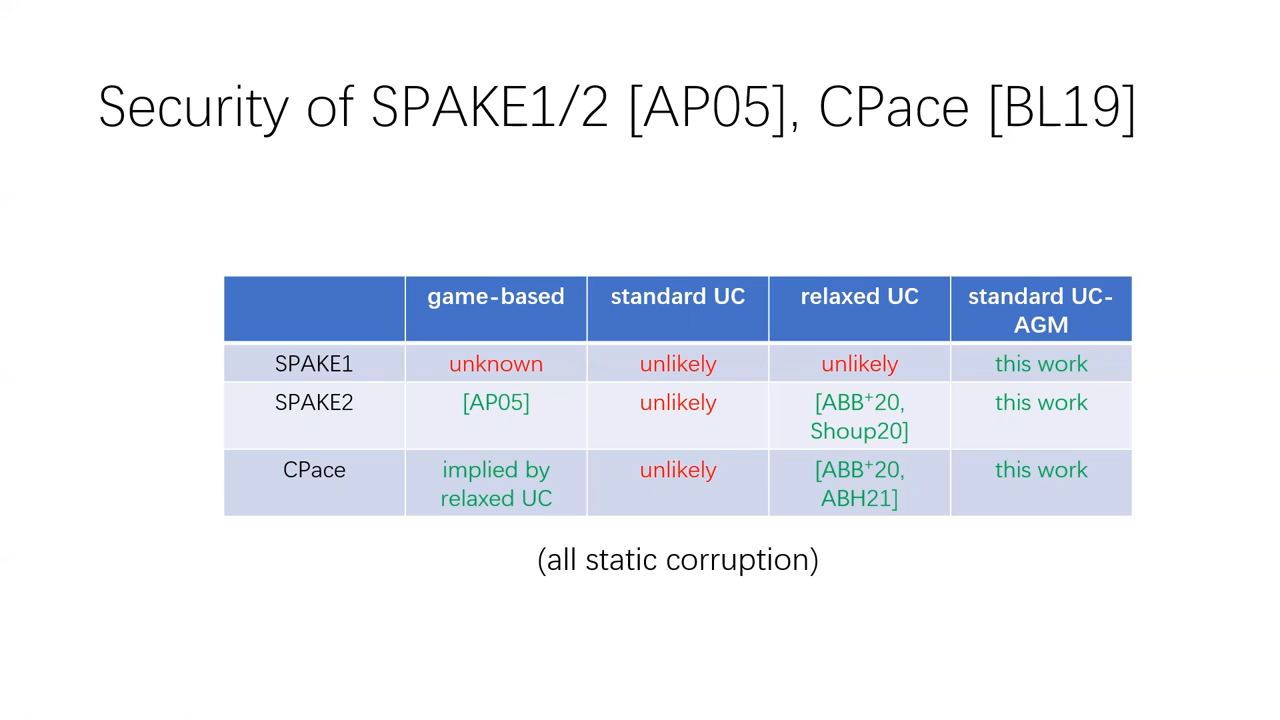 Security of SPAKE1/2 [AP05], CPace [BL19]
game-based standard UC relaxed UC standard UC-
AGM
SPAKE1 unknown unlikely unlikely this work
SPAKE2 [AP05] unlikely [ABB⁺20, this work
Shoup20]
CPace implied by unlikely [ABB⁺20, this work
relaxed UC ABH21]
(all static corruption)